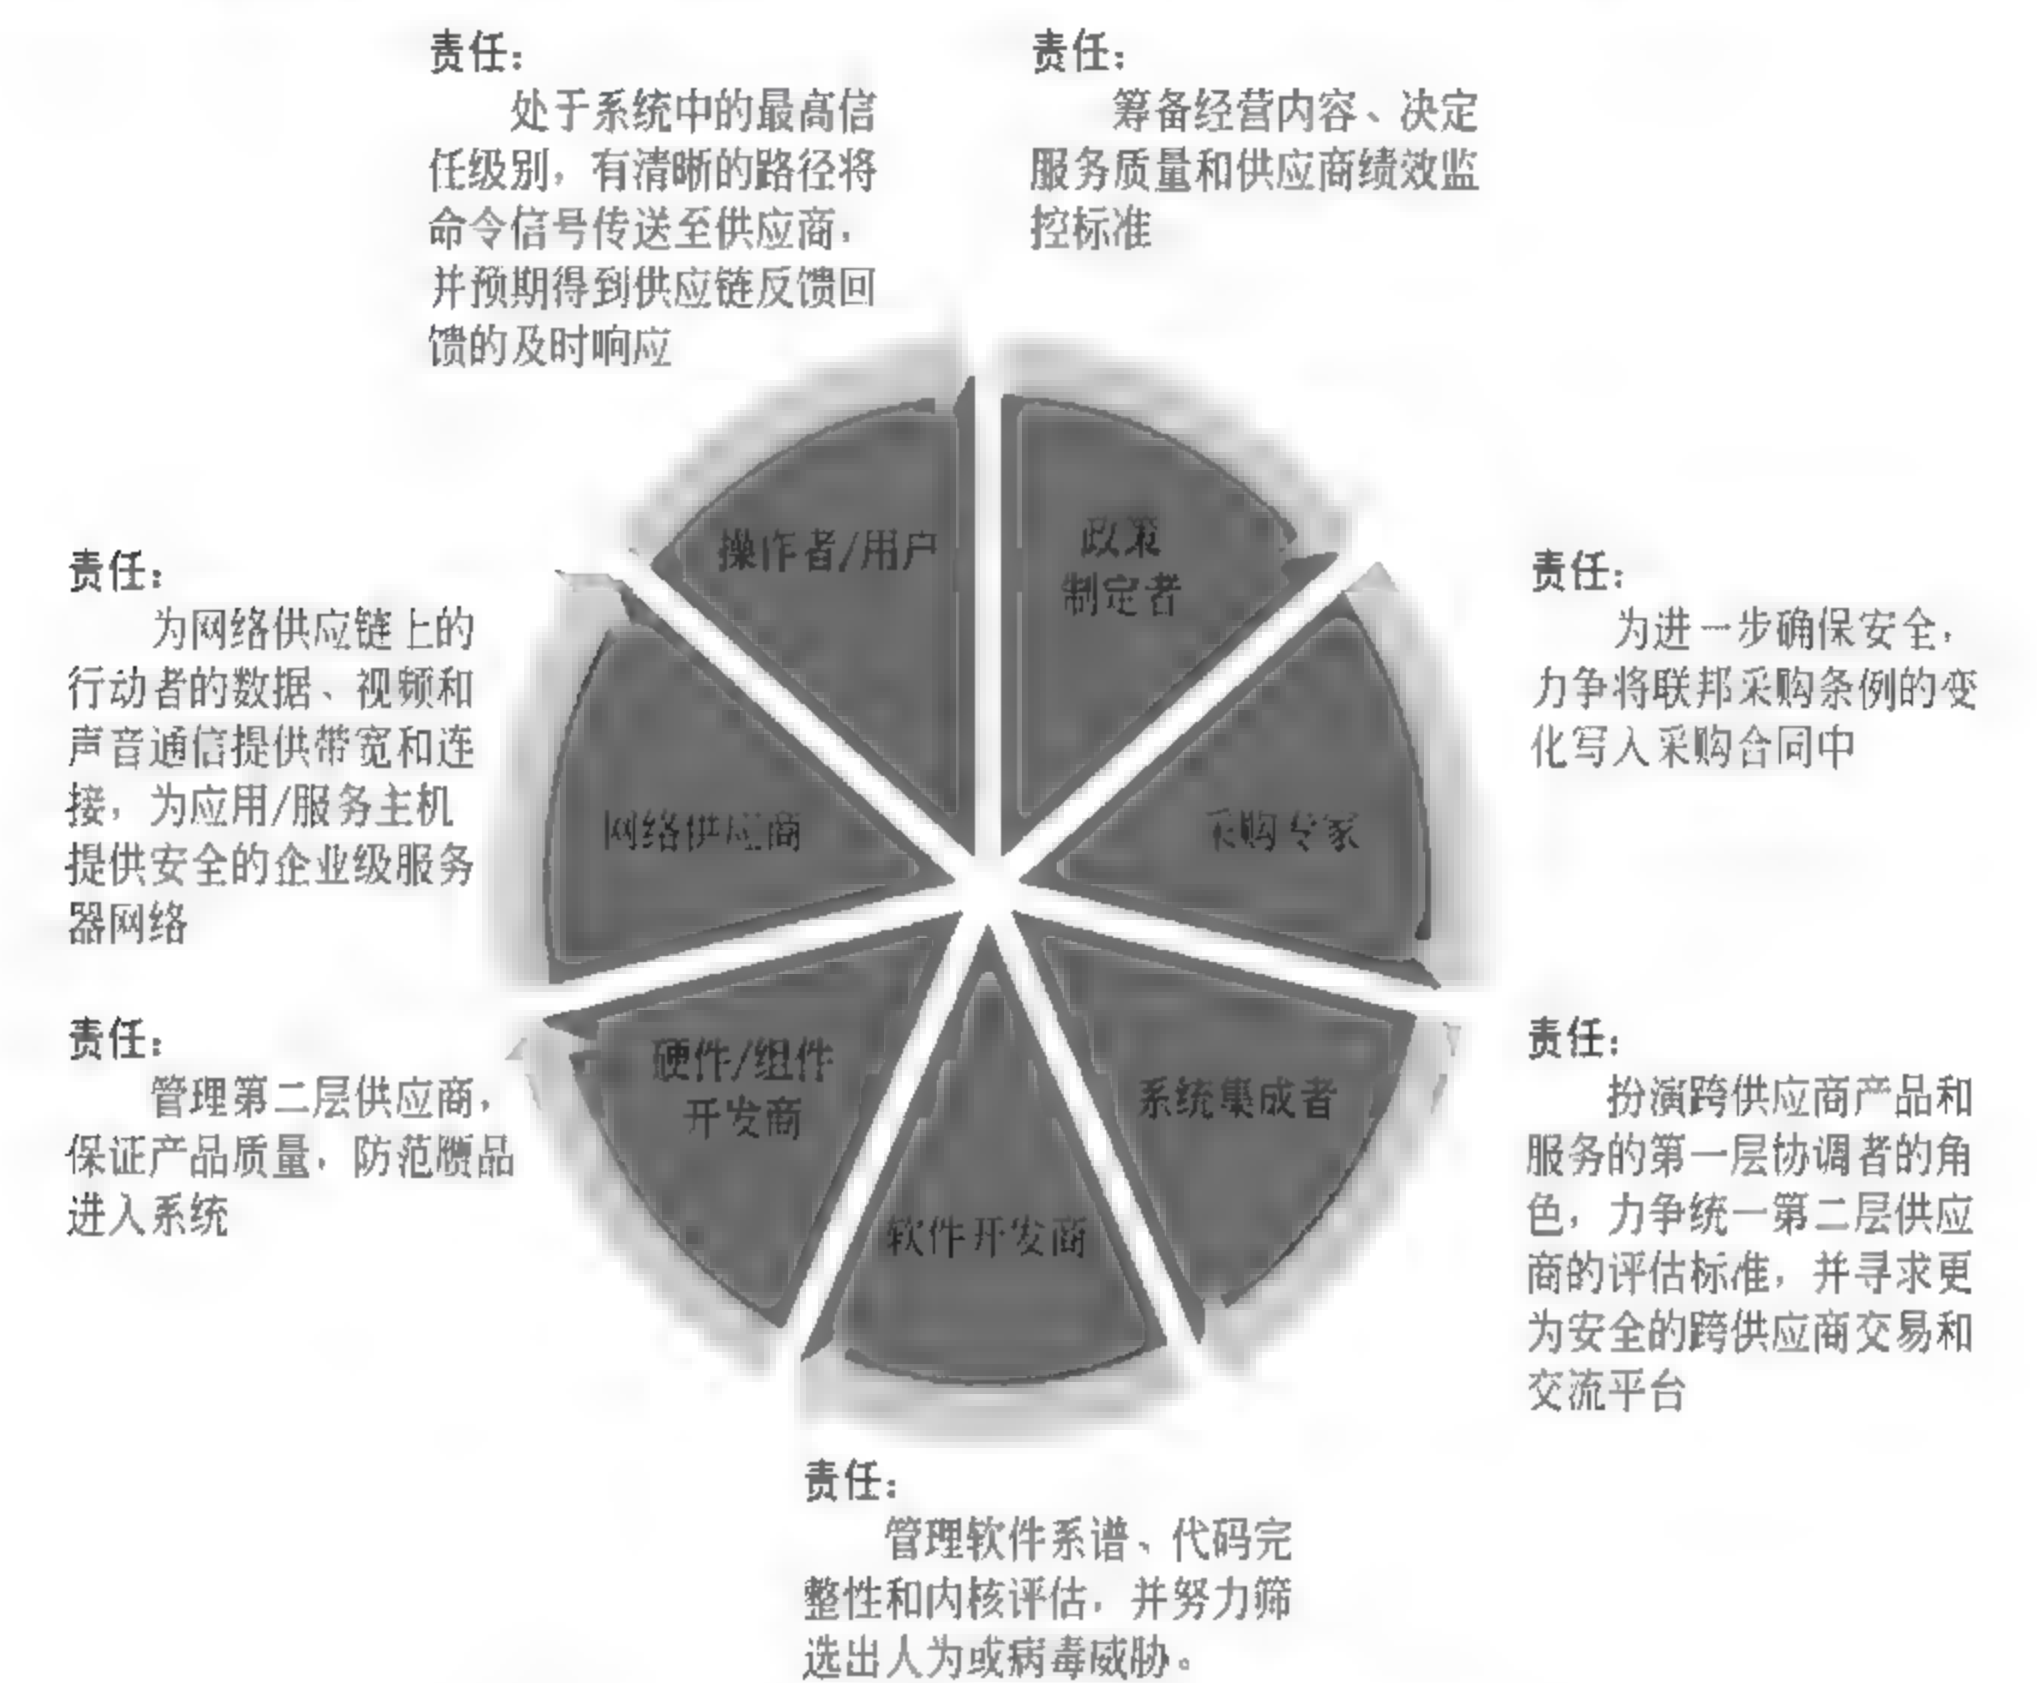 责任：
处于系统中的最高信
任级别，有清晰的路径将
命令信号传送至供应商，
并预期得到供应链反馈回
馈的及时响应
责任：
筹备经营内容、决定
服务质量和供应商绩效监
控标准
操作者/用户
政策
制定者
责任：
为网络供应链上的
行动者的数据、视频和
声音通信提供带宽和连
接，为应用/服务主机
提供安全的企业级服务
器网络
网络供应商
采购专家
责任：
为进一步确保安全，
力争将联邦采购条例的变
化写入采购合同中
责任：
管理第二层供应商，
保证产品质量，防范赝品
进入系统
硬件/组件
开发商
软件开发商
系统集成者
责任：
扮演跨供应商产品和
服务的第一层协调者的角
色，力争统一第二层供应
商的评估标准，并寻求更
为安全的跨供应商交易和
交流平台
责任：
管理软件系谱、代码完
整性和内核评估，并努力筛
选出人为或病毒威胁。